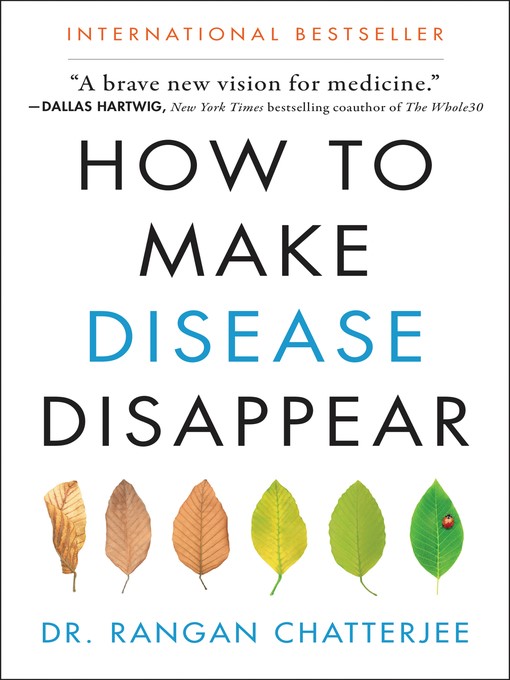 INTERNATIONAL BESTSELLER
“A brave new vision for medicine.”
—DALLAS HARTWIG, New York Times bestselling coauthor of The Whole30
HOW TO
MAKE
DISEASE
DISAPPEAR
DR. RANGAN CHATTERJEE